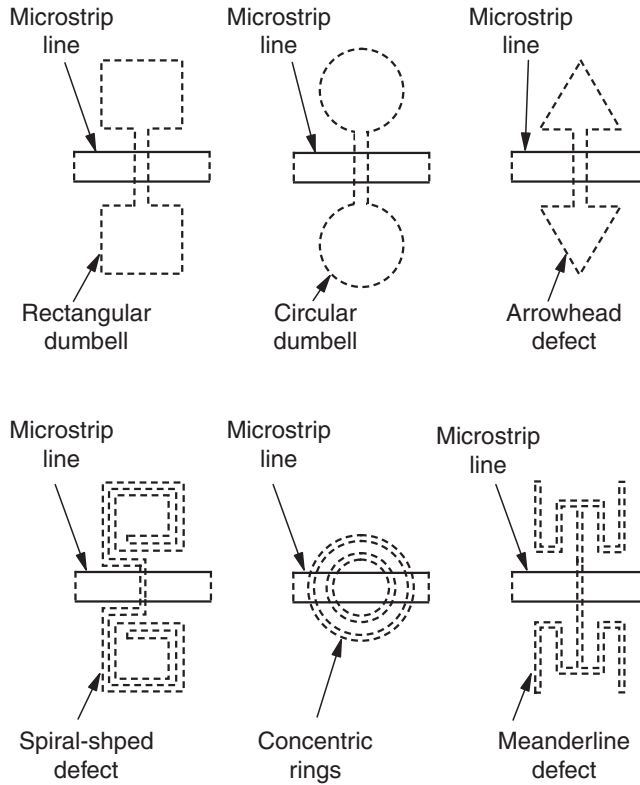 Microstrip
line
Microstrip
line
Microstrip
line
Rectangular
dumbell
Circular
dumbell
Arrowhead
defect
Microstrip
line
Microstrip
line
Microstrip
line
Spiral-shped
defect
Concentric
rings
Meanderline
defect